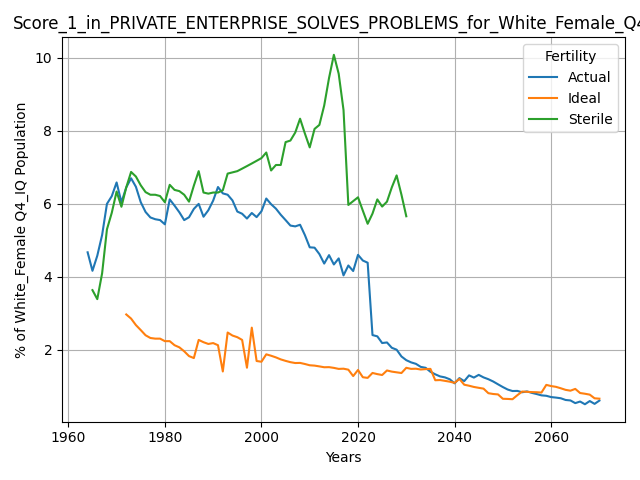 Score_1_in_PRIVATE_ENTERPRISE_SOLVES_PROBLEMS_for_White_Female_Q4
Fertility
Actual
Ideal
Sterile
% of White_Female Q4_IQ Population
10
8
6
4
2
1960 1980 2000 2020 2040 2060
Years